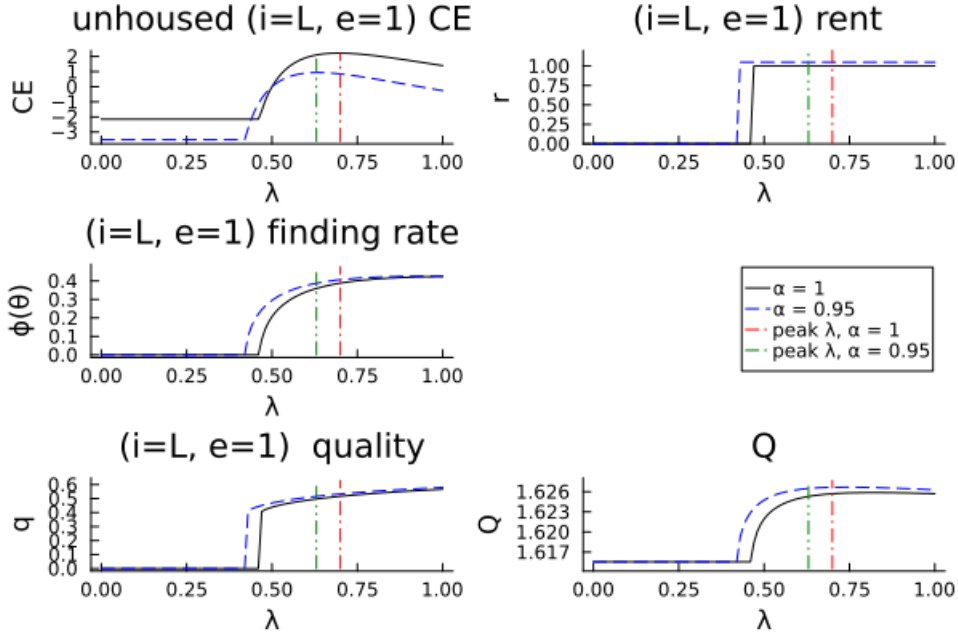 unhoused (i=L, e=1) CE
(i=L, e=1) rent
CE
2
1
0
−1
−2
−3
0.00 0.25 0.50 0.75 1.00
λ
r
1.00
0.75
0.50
0.25
0.00
0.00 0.25 0.50 0.75 1.00
λ
(i=L, e=1) finding rate
ϕ(θ)
0.4
0.3
0.2
0.1
0.0
0.00 0.25 0.50 0.75 1.00
λ
α = 1
α = 0.95
peak λ, α = 1
peak λ, α = 0.95
(i=L, e=1) quality
q
0.6
0.5
0.4
0.3
0.2
0.1
0.0
0.00 0.25 0.50 0.75 1.00
λ
Q
Q
1.626
1.623
1.620
1.617
0.00 0.25 0.50 0.75 1.00
λ